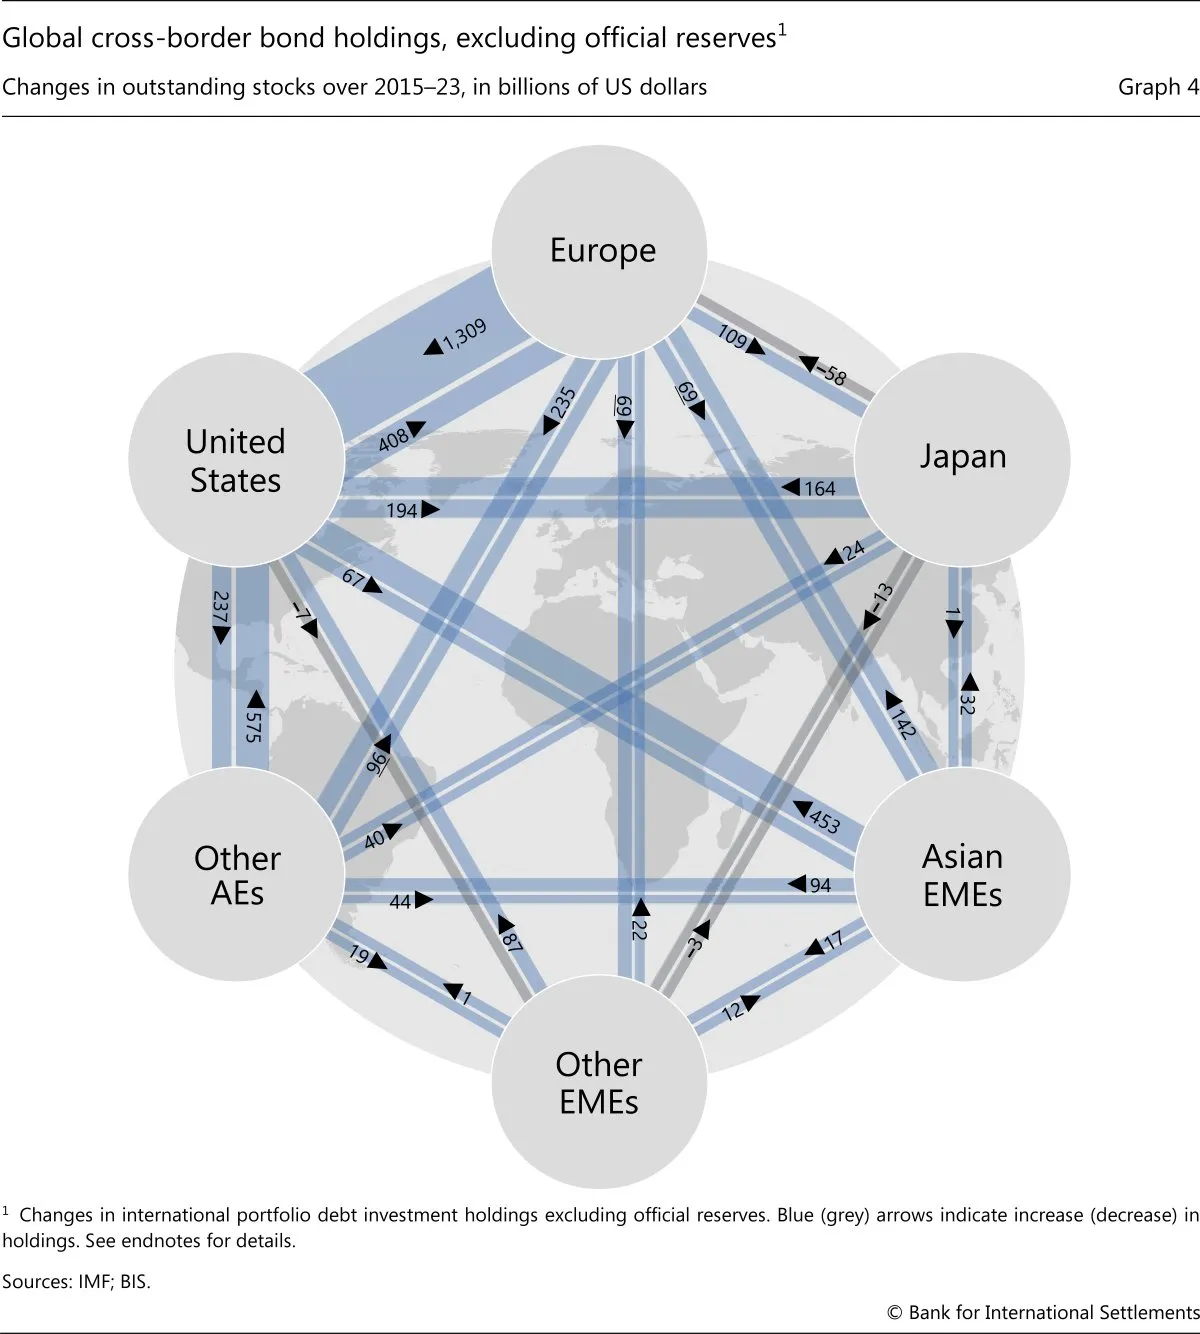 Global cross-border bond holdings, excluding official reserves¹
Changes in outstanding stocks over 2015–23, in billions of US dollars
Graph 4
Europe
1,309
408
235
69
69
109
–58
United
States
Japan
164
194
67
24
237
–7
–13
1
575
32
142
96
453
40
Other
AEs
Asian
EMEs
94
44
87
22
–3
19
1
17
12
Other
EMEs
¹ Changes in international portfolio debt investment holdings excluding official reserves. Blue (grey) arrows indicate increase (decrease) in
holdings. See endnotes for details.
Sources: IMF; BIS.
© Bank for International Settlements